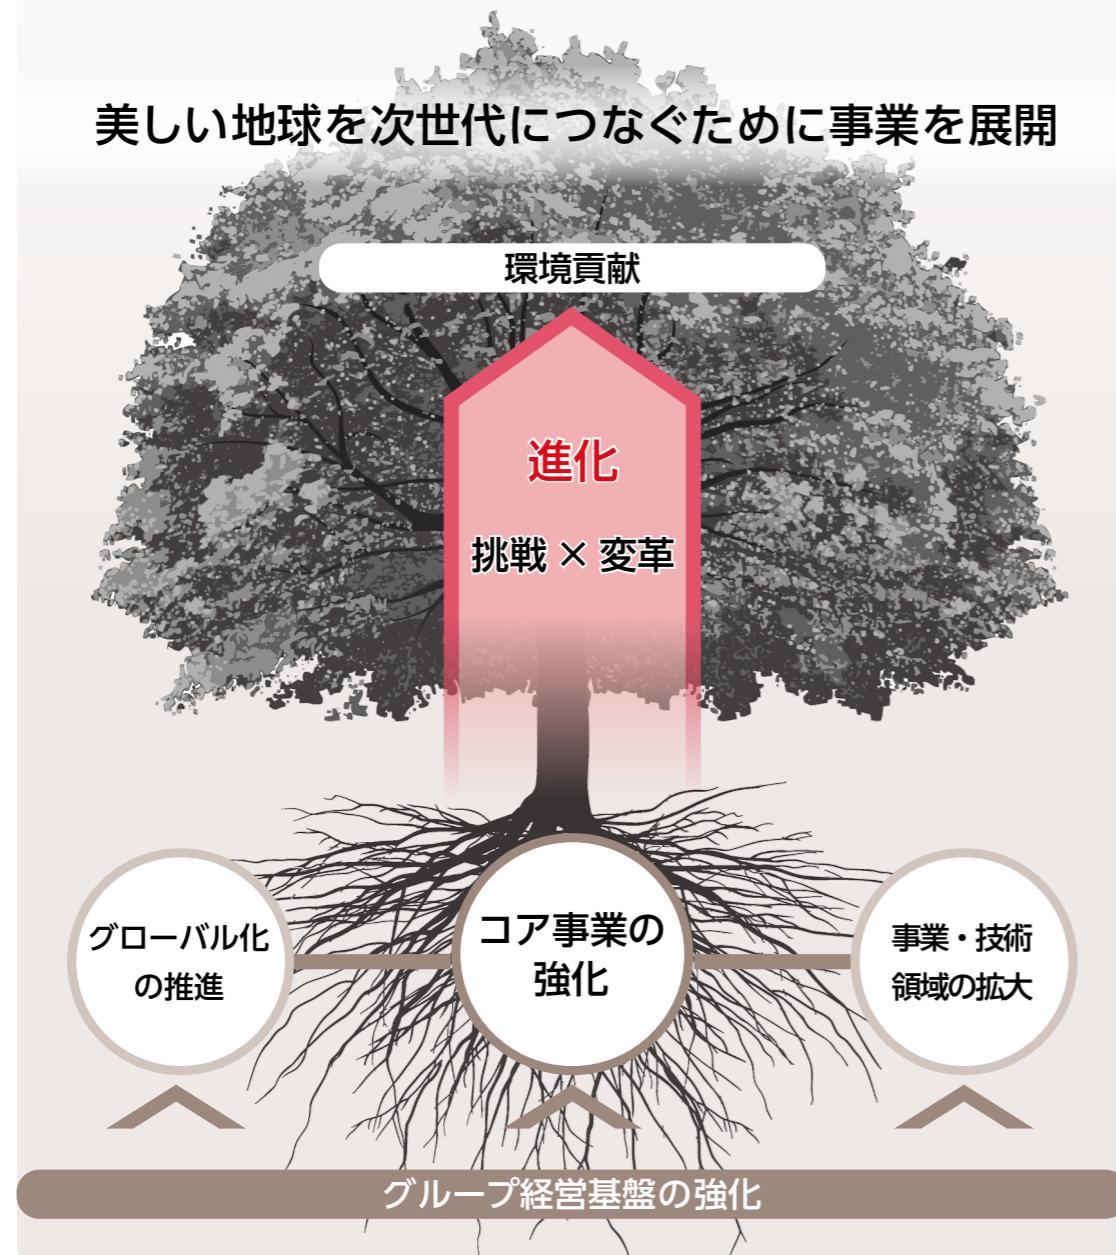 美しい地球を次世代につなぐために事業を展開
環境貢献
進化
挑戦 × 変革
グローバル化
の推進
コア事業の
強化
事業・技術
領域の拡大
グループ経営基盤の強化